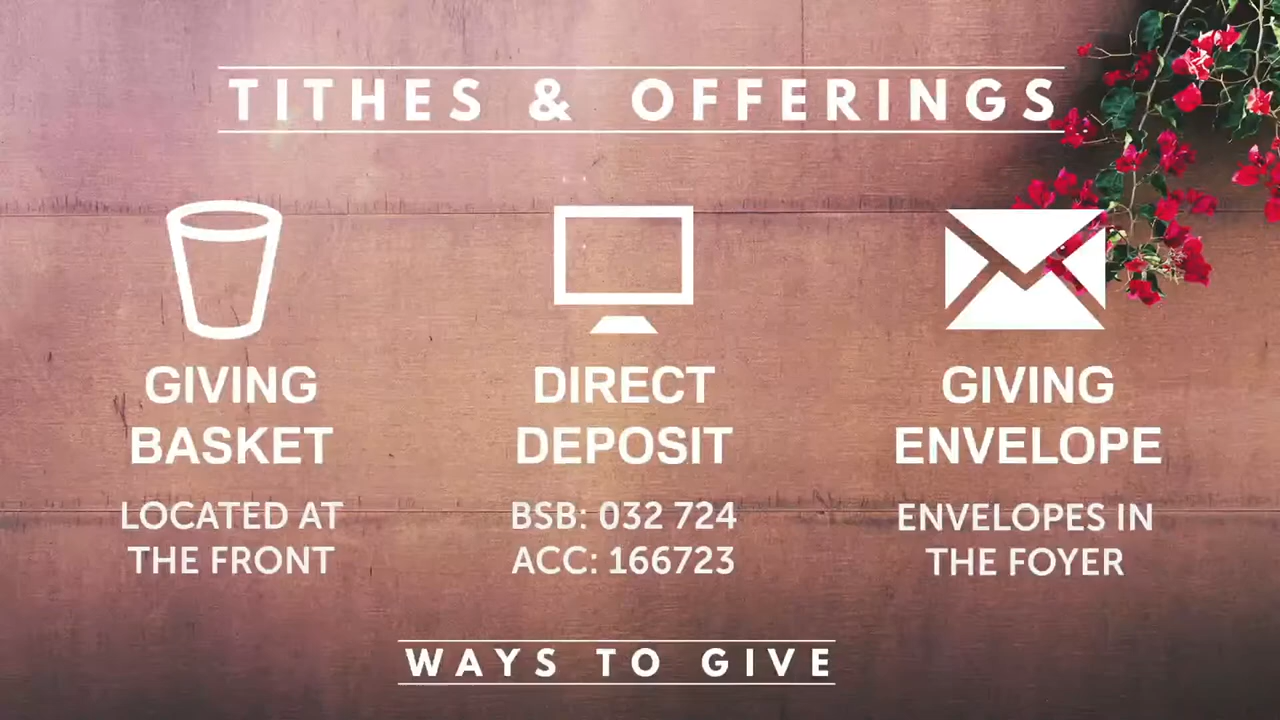 TITHES & OFFERINGS
GIVING
BASKET
LOCATED AT
THE FRONT
DIRECT
DEPOSIT
BSB: 032 724
ACC: 166723
GIVING
ENVELOPE
ENVELOPES IN
THE FOYER
WAYS TO GIVE